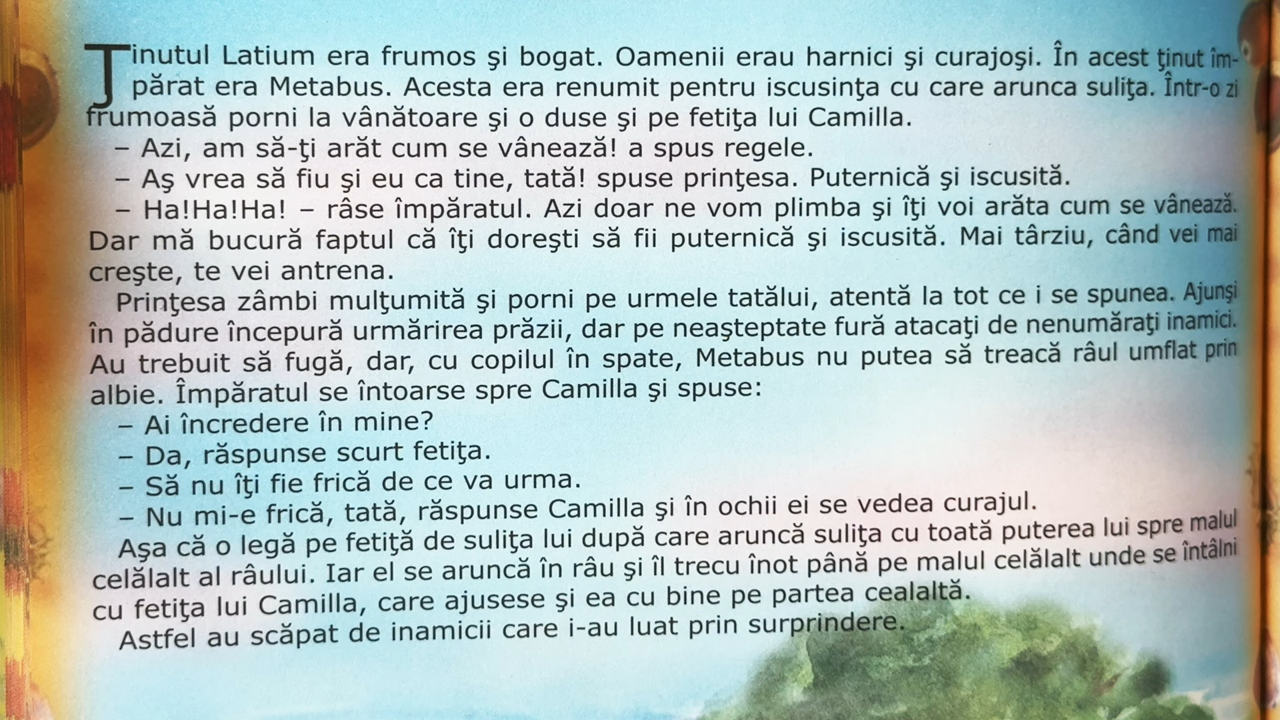 Ţinutul Latium era frumos şi bogat. Oamenii erau harnici şi curajoşi. În acest ţinut îm-
părat era Metabus. Acesta era renumit pentru iscusinţa cu care arunca suliţa. Într-o zi
frumoasă porni la vânătoare şi o duse şi pe fetiţa lui Camilla.
– Azi, am să-ţi arăt cum se vânează! a spus regele.
– Aş vrea să fiu şi eu ca tine, tată! spuse prinţesa. Puternică şi iscusită.
– Ha!Ha!Ha! – râse împăratul. Azi doar ne vom plimba şi îţi voi arăta cum se vânează.
Dar mă bucură faptul că îţi doreşti să fii puternică şi iscusită. Mai târziu, când vei mai
creşte, te vei antrena.
Prinţesa zâmbi mulţumită şi porni pe urmele tatălui, atentă la tot ce i se spunea. Ajunşi
în pădure începură urmărirea prăzii, dar pe neaşteptate fură atacaţi de nenumăraţi inamici.
Au trebuit să fugă, dar, cu copilul în spate, Metabus nu putea să treacă râul umflat prin
albie. Împăratul se întoarse spre Camilla şi spuse:
– Ai încredere în mine?
– Da, răspunse scurt fetiţa.
– Să nu îţi fie frică de ce va urma.
– Nu mi-e frică, tată, răspunse Camilla şi în ochii ei se vedea curajul.
Aşa că o legă pe fetiţă de suliţa lui după care aruncă suliţa cu toată puterea lui spre malul
celălalt al râului. Iar el se aruncă în râu şi îl trecu înot până pe malul celălalt unde se întâlni
cu fetiţa lui Camilla, care ajusese şi ea cu bine pe partea cealaltă.
Astfel au scăpat de inamicii care i-au luat prin surprindere.